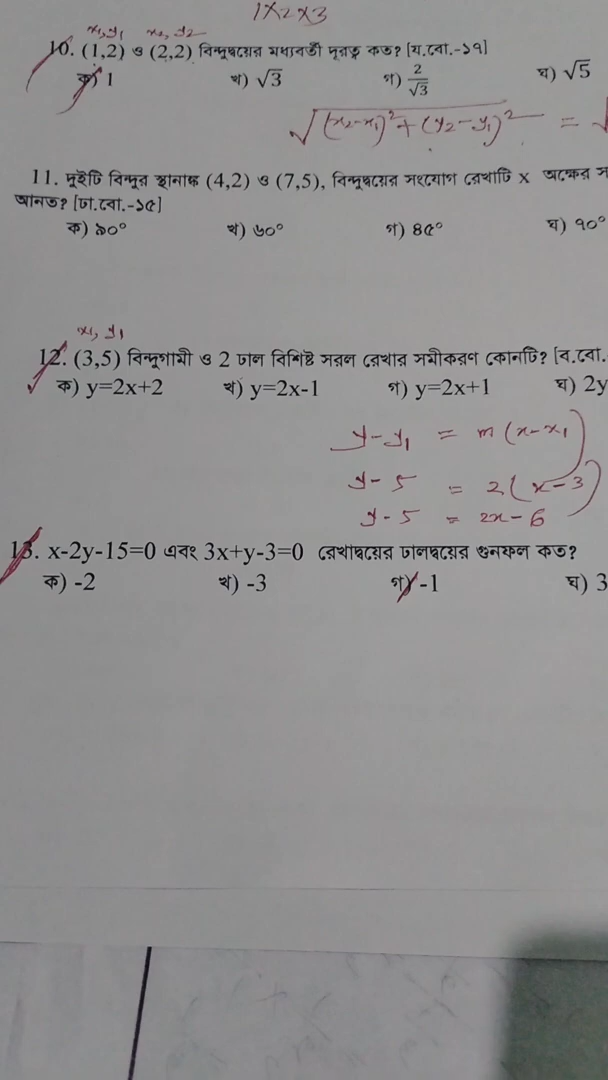 1×2×3
x₁,y₁ x₂, y₂
10. (1,2) ও (2,2) বিন্দুদ্বয়ের মধ্যবর্তী দূরত্ব কত? [য.বো.-১৭]
ক) 1 খ) √3 গ) 2/√3 ঘ) √5
√(x₂-x₁)² + (y₂-y₁)² = √
11. দুইটি বিন্দুর স্থানাঙ্ক (4,2) ও (7,5), বিন্দুদ্বয়ের সংযোগ রেখাটি x অক্ষের স
আনত? [ঢা.বো.-১৫]
ক) ৯০° খ) ৬০° গ) ৪৫° ঘ) ৭০°
x₁, y₁
12. (3,5) বিন্দুগামী ও 2 ঢাল বিশিষ্ট সরল রেখার সমীকরণ কোনটি? [ব.বো.
ক) y=2x+2 খ) y=2x-1 গ) y=2x+1 ঘ) 2y
y-y₁ = m(x-x₁)
y-5 = 2(x-3)
y-5 = 2x-6
13. x-2y-15=0 এবং 3x+y-3=0 রেখাদ্বয়ের ঢালদ্বয়ের গুনফল কত?
ক) -2 খ) -3 গ) -1 ঘ) 3